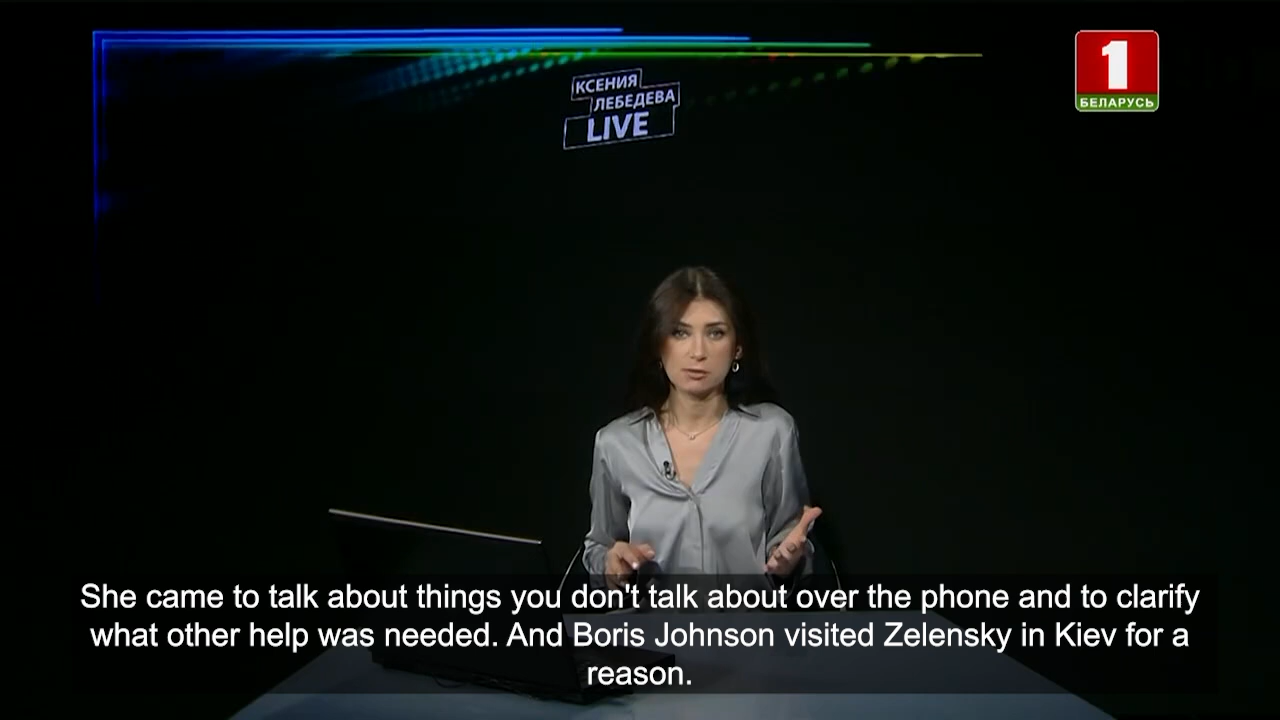 КСЕНИЯ
ЛЕБЕДЕВА
LIVE
1
БЕЛАРУСЬ
She came to talk about things you don't talk about over the phone and to clarify
what other help was needed. And Boris Johnson visited Zelensky in Kiev for a
reason.